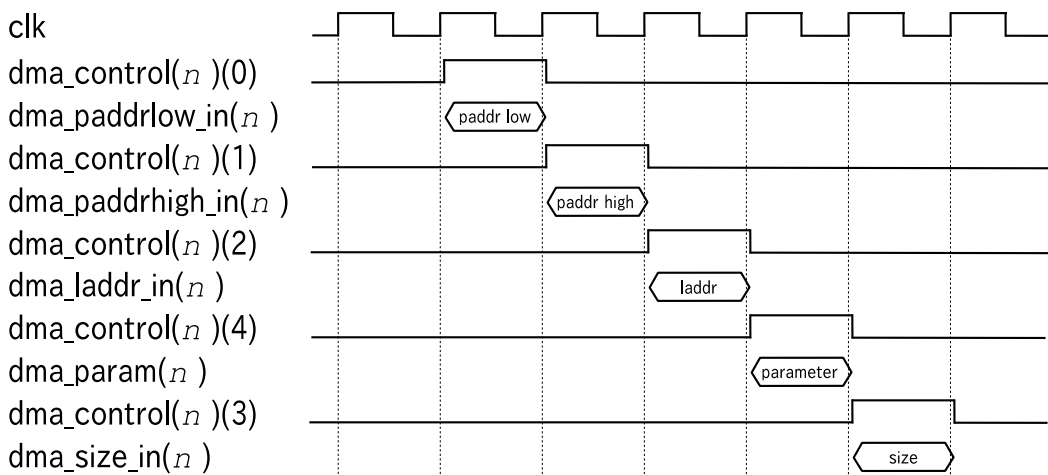 clk
dma_control(n )(0)
dma_paddrlow_in(n )
paddr low
dma_control(n )(1)
dma_paddrhigh_in(n )
paddr high
dma_control(n )(2)
dma_laddr_in(n )
laddr
dma_control(n )(4)
dma_param(n )
parameter
dma_control(n )(3)
dma_size_in(n )
size